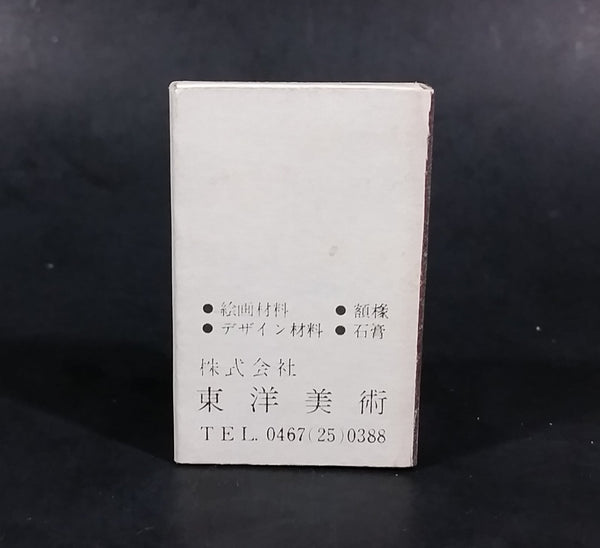 ●絵画材料 ●額椽
●デザイン材料 ●石膏
株式会社
東洋美術
TEL. 0467(25)0388